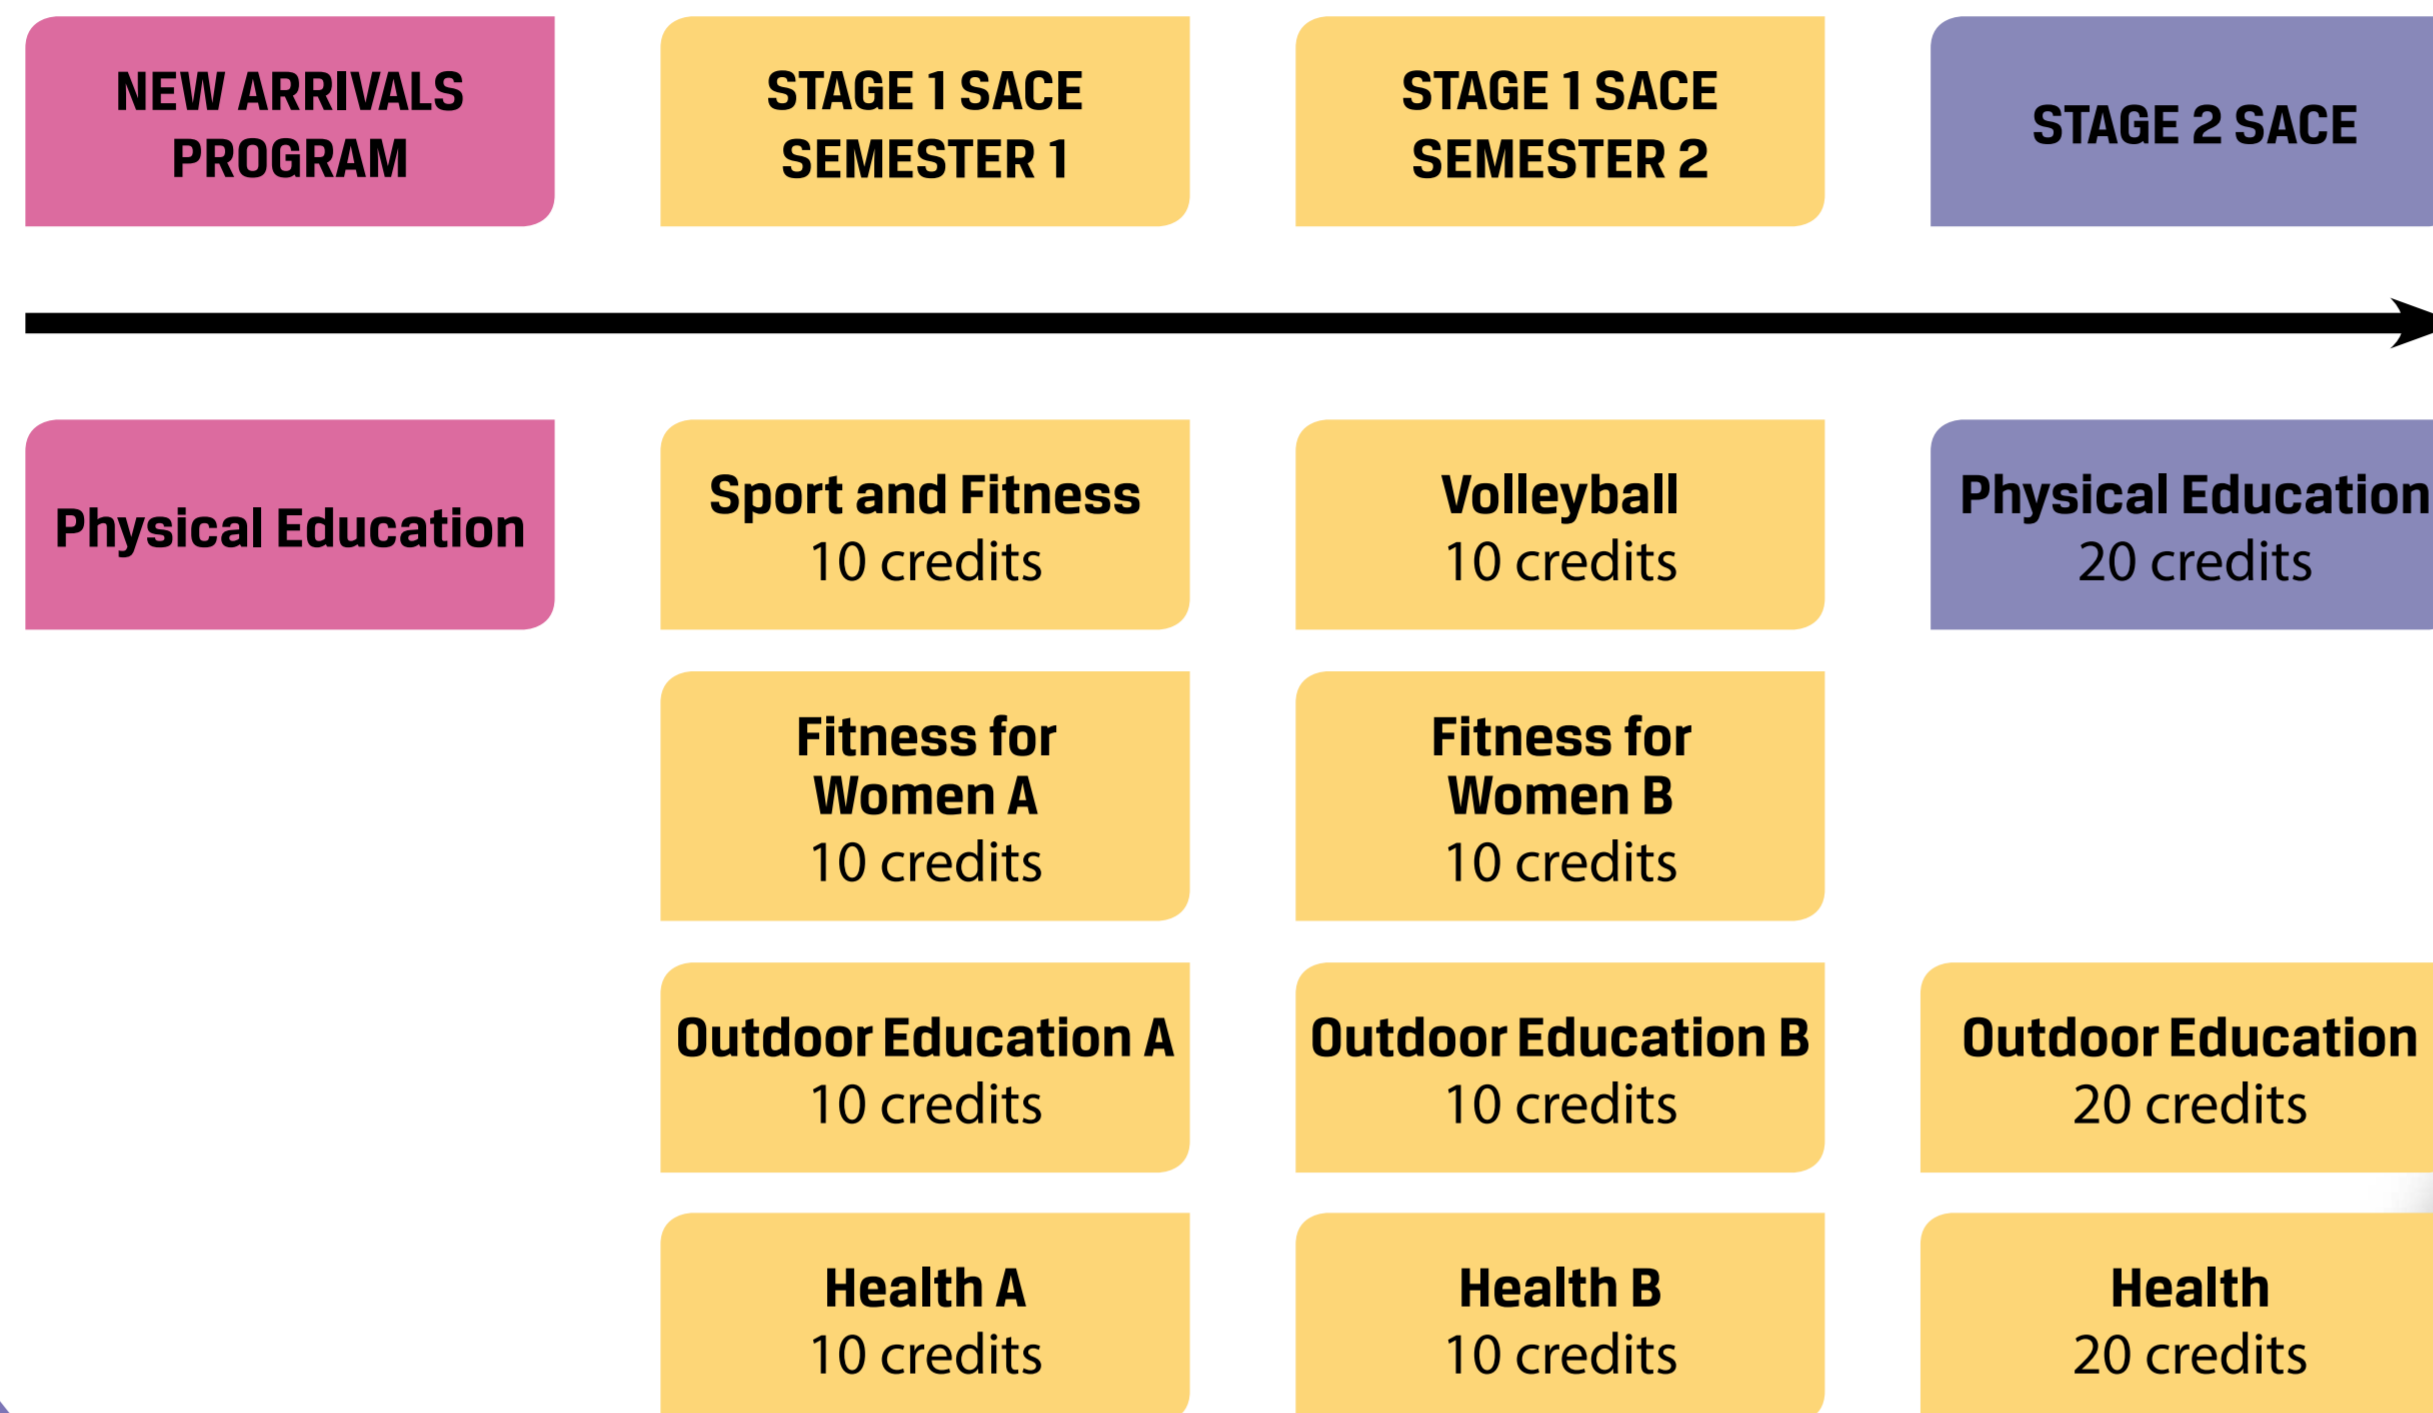 NEW ARRIVALS
PROGRAM
STAGE 1 SACE
SEMESTER 1
STAGE 1 SACE
SEMESTER 2
STAGE 2 SACE
Physical Education
Sport and Fitness
10 credits
Volleyball
10 credits
Physical Education
20 credits
Fitness for
Women A
10 credits
Fitness for
Women B
10 credits
Outdoor Education A
10 credits
Outdoor Education B
10 credits
Outdoor Education
20 credits
Health A
10 credits
Health B
10 credits
Health
20 credits